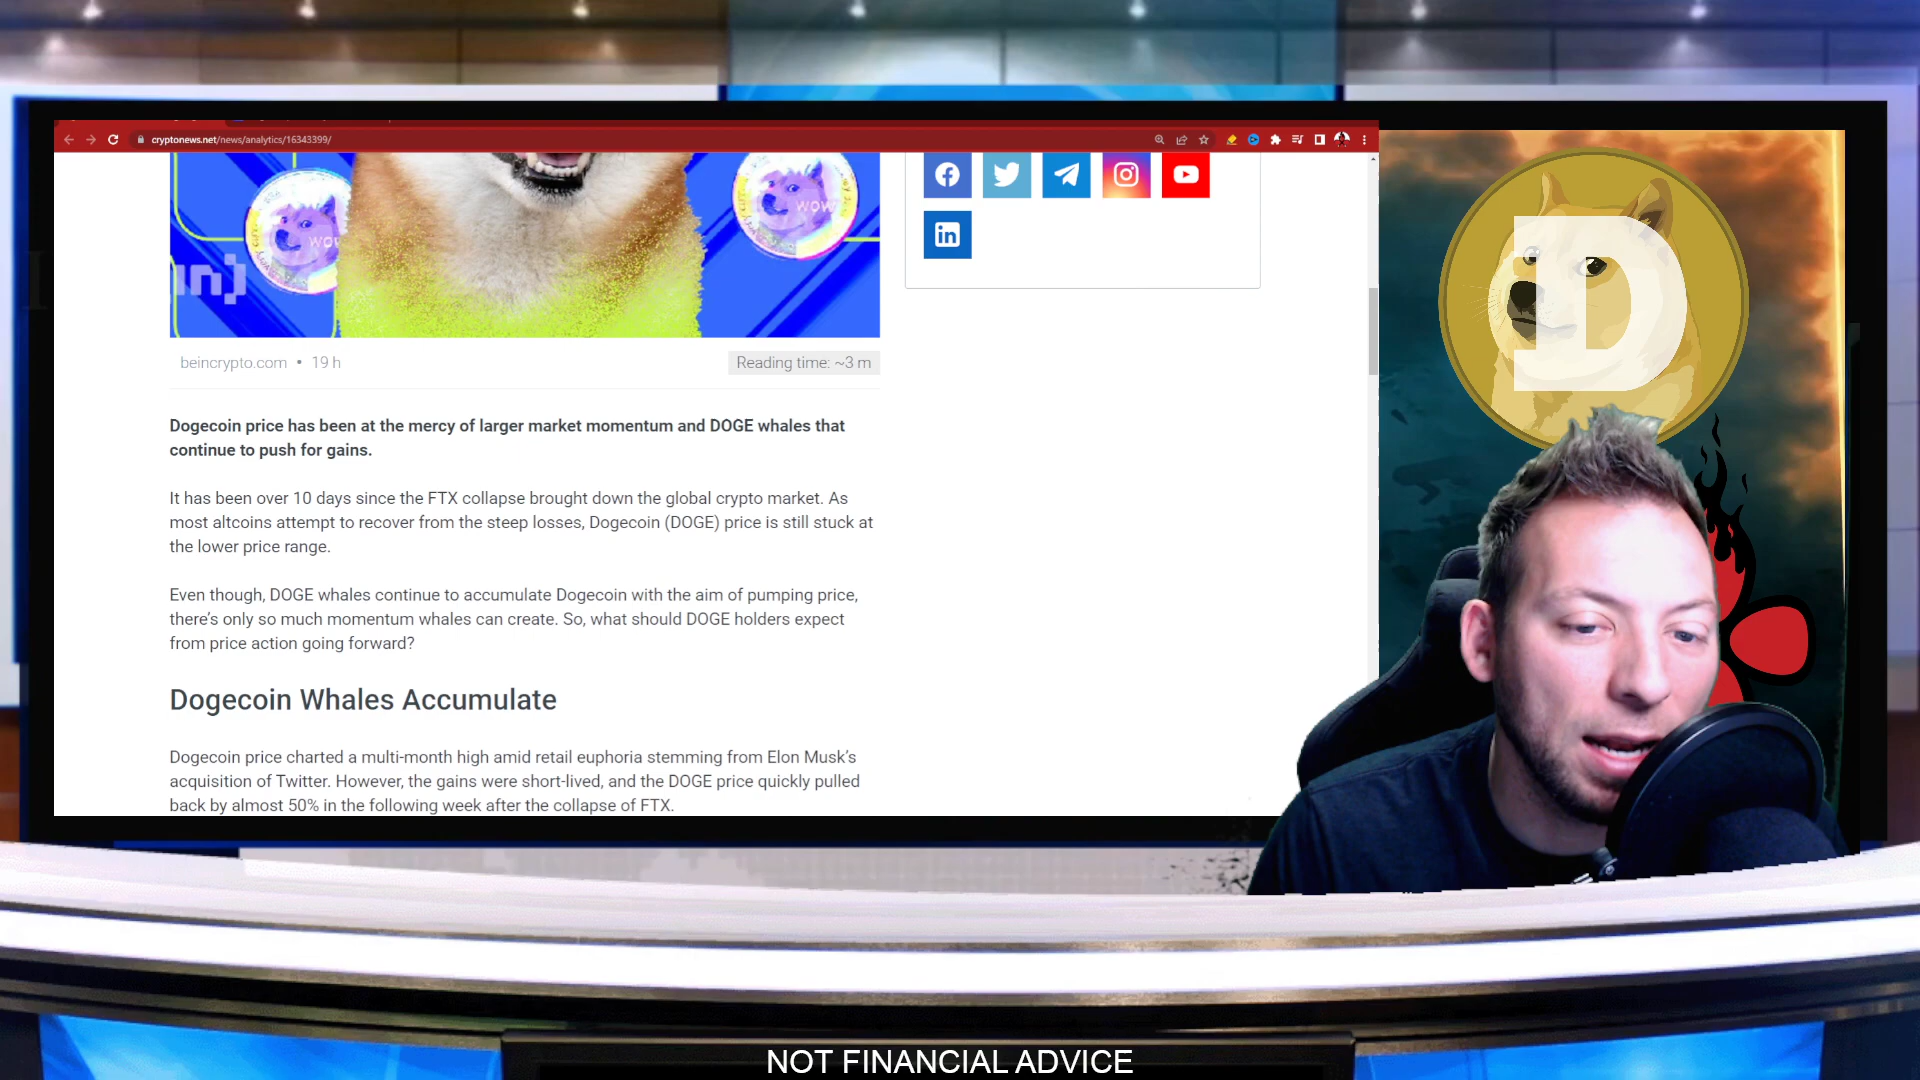 cryptonews.net/news/analytics/16343399/
WOW
WOW
in]
beincrypto.com • 19 h
Reading time: ~3 m
Dogecoin price has been at the mercy of larger market momentum and DOGE whales that
continue to push for gains.
It has been over 10 days since the FTX collapse brought down the global crypto market. As
most altcoins attempt to recover from the steep losses, Dogecoin (DOGE) price is still stuck at
the lower price range.
Even though, DOGE whales continue to accumulate Dogecoin with the aim of pumping price,
there’s only so much momentum whales can create. So, what should DOGE holders expect
from price action going forward?
Dogecoin Whales Accumulate
Dogecoin price charted a multi-month high amid retail euphoria stemming from Elon Musk’s
acquisition of Twitter. However, the gains were short-lived, and the DOGE price quickly pulled
back by almost 50% in the following week after the collapse of FTX.
in
D
NOT FINANCIAL ADVICE